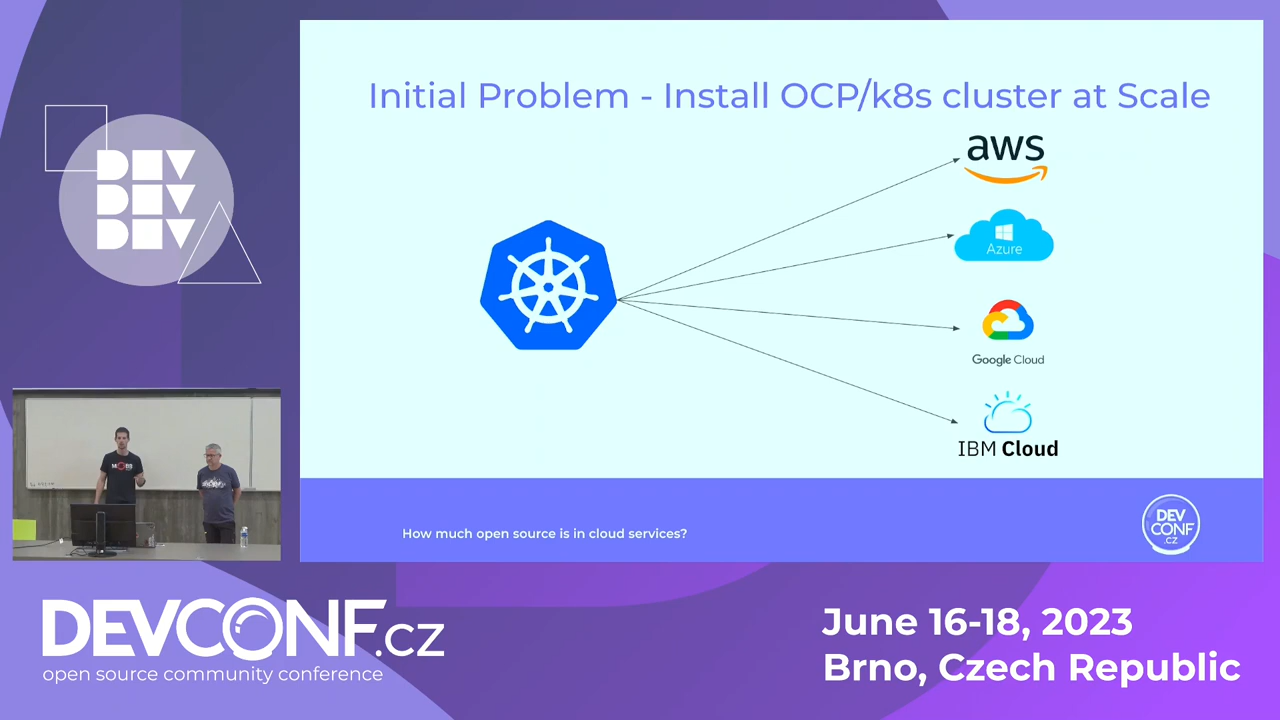 Initial Problem - Install OCP/k8s cluster at Scale
aws
Azure
Google Cloud
IBM Cloud
How much open source is in cloud services?
DEV
CONF
.CZ
DEV
DEV
DEV
DEVCONF.cz
open source community conference
June 16-18, 2023
Brno, Czech Republic